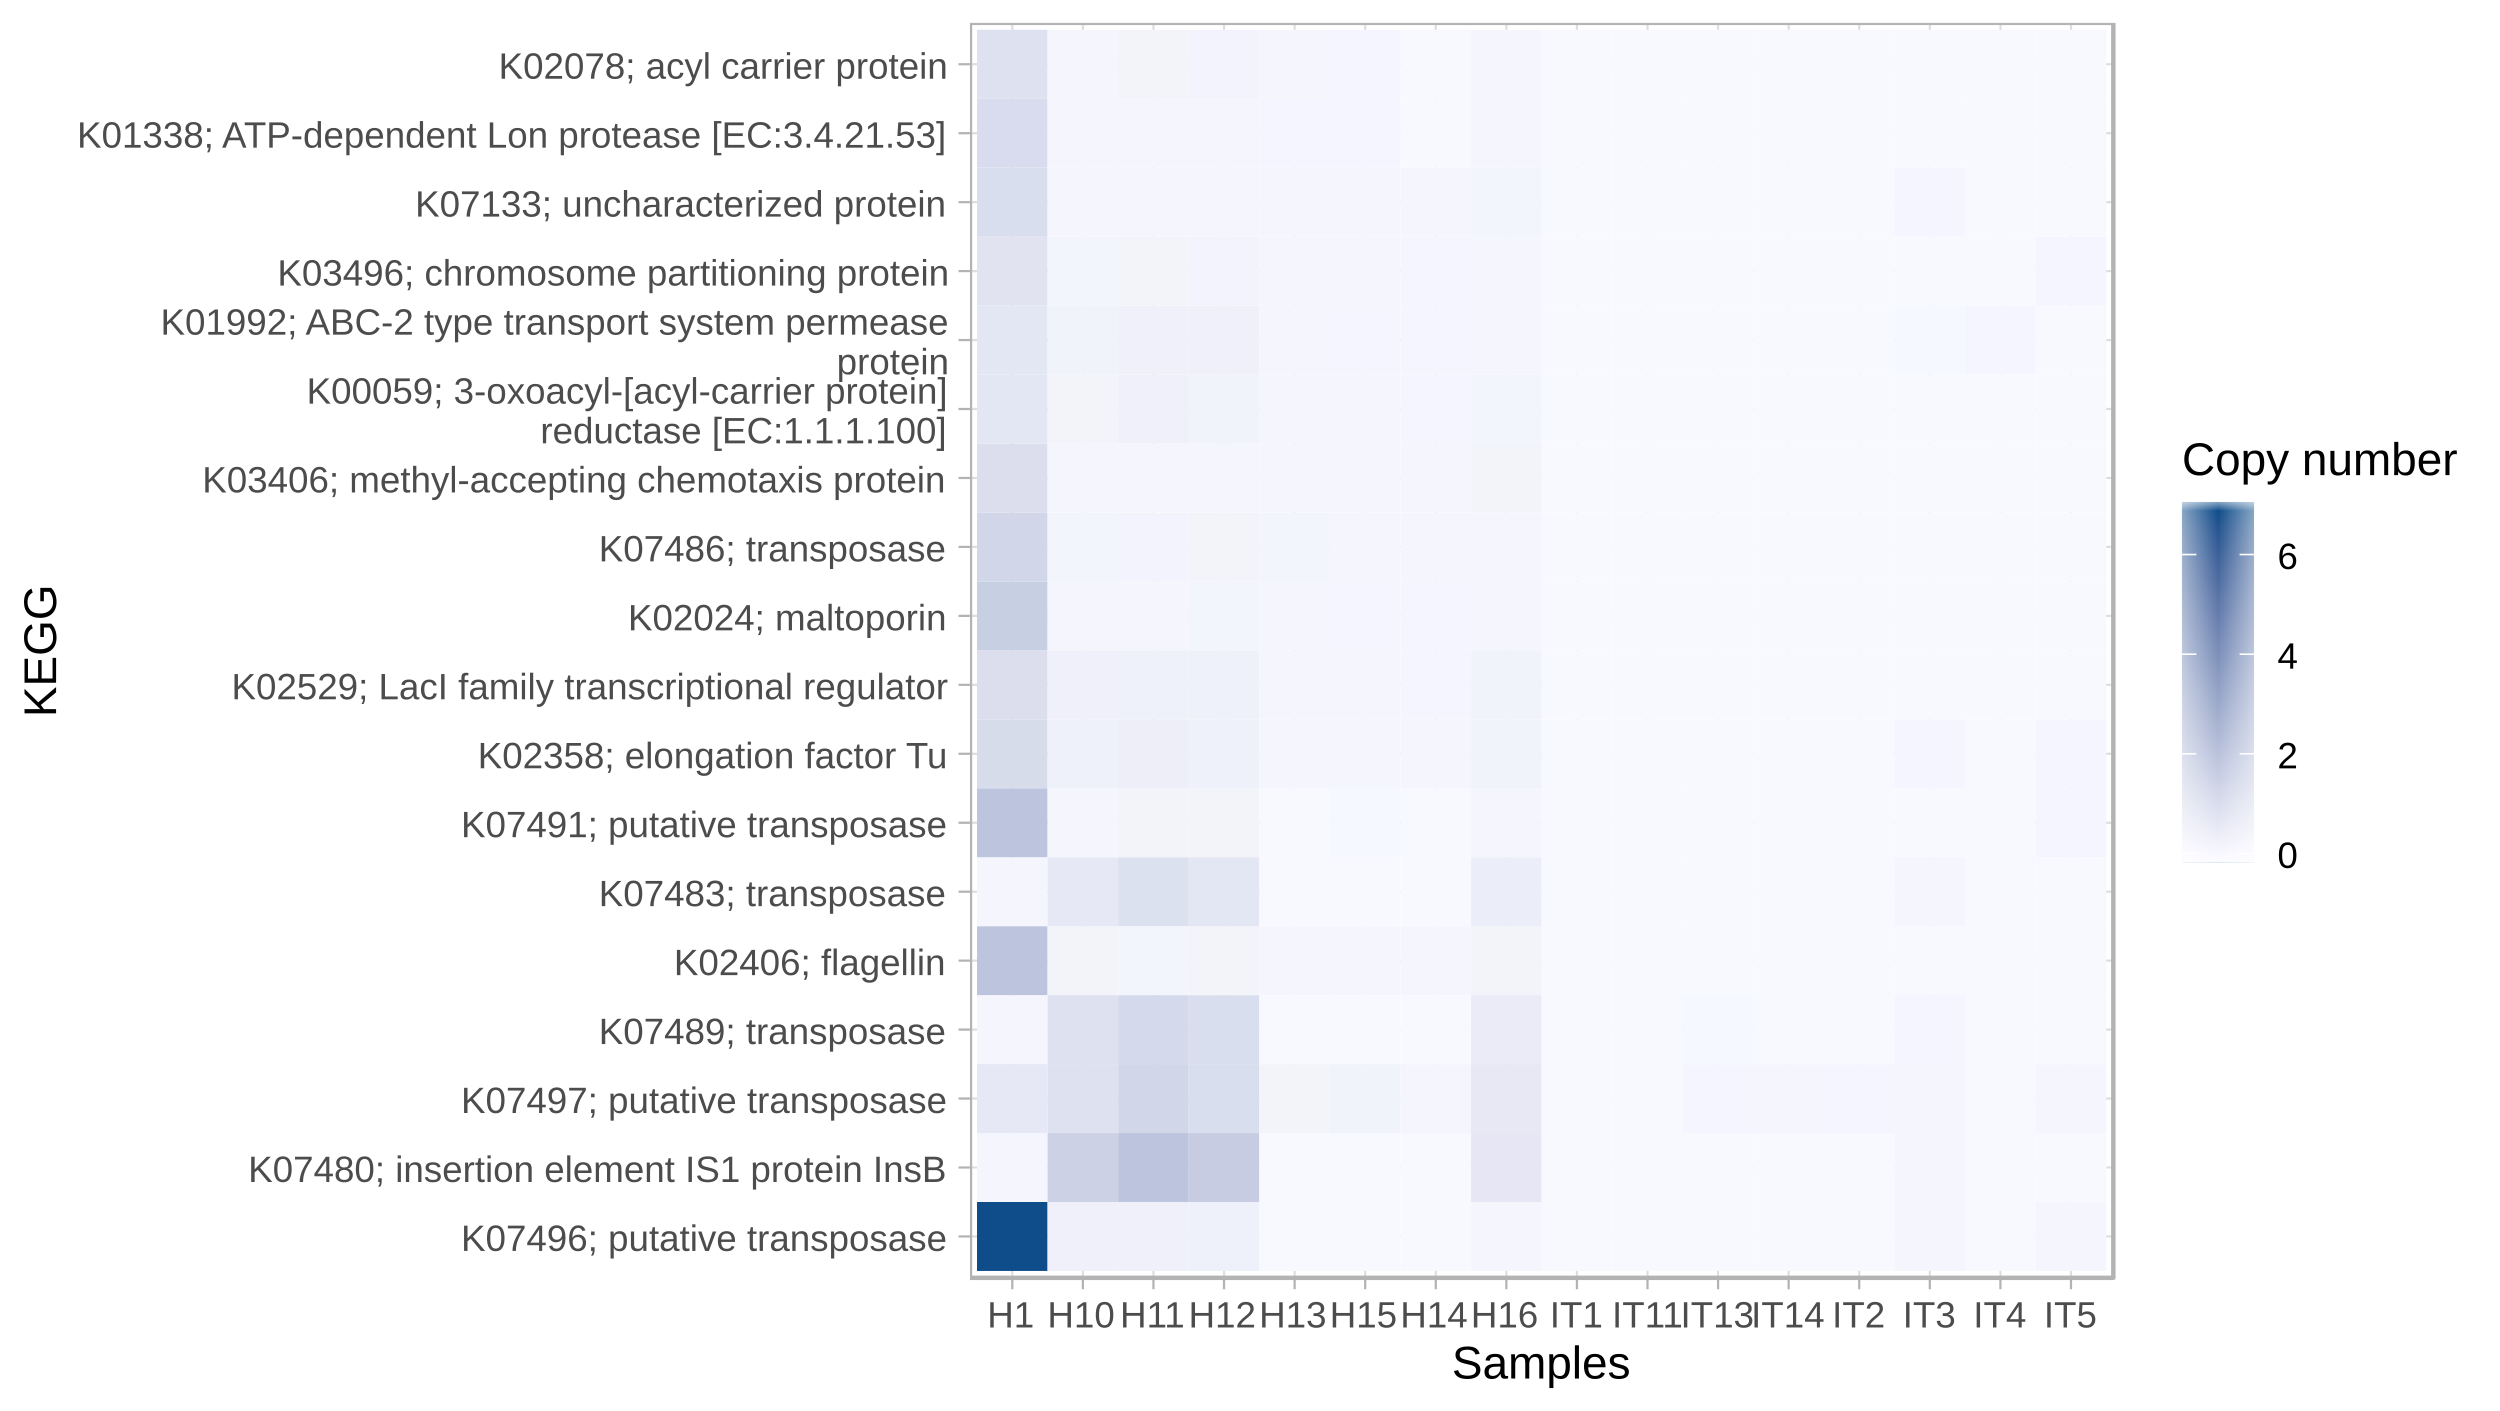 K02078; acyl carrier protein
K01338; ATP-dependent Lon protease [EC:3.4.21.53]
K07133; uncharacterized protein
K03496; chromosome partitioning protein
K01992; ABC-2 type transport system permease
protein
K00059; 3-oxoacyl-[acyl-carrier protein]
reductase [EC:1.1.1.100]
K03406; methyl-accepting chemotaxis protein
K07486; transposase
K02024; maltoporin
K02529; LacI family transcriptional regulator
K02358; elongation factor Tu
K07491; putative transposase
K07483; transposase
K02406; flagellin
K07489; transposase
K07497; putative transposase
K07480; insertion element IS1 protein InsB
K07496; putative transposase
KEGG
H1 H10 H11 H12 H13 H15 H14 H16 IT1 IT11 IT13 IT14 IT2 IT3 IT4 IT5
Samples
Copy number
6
4
2
0